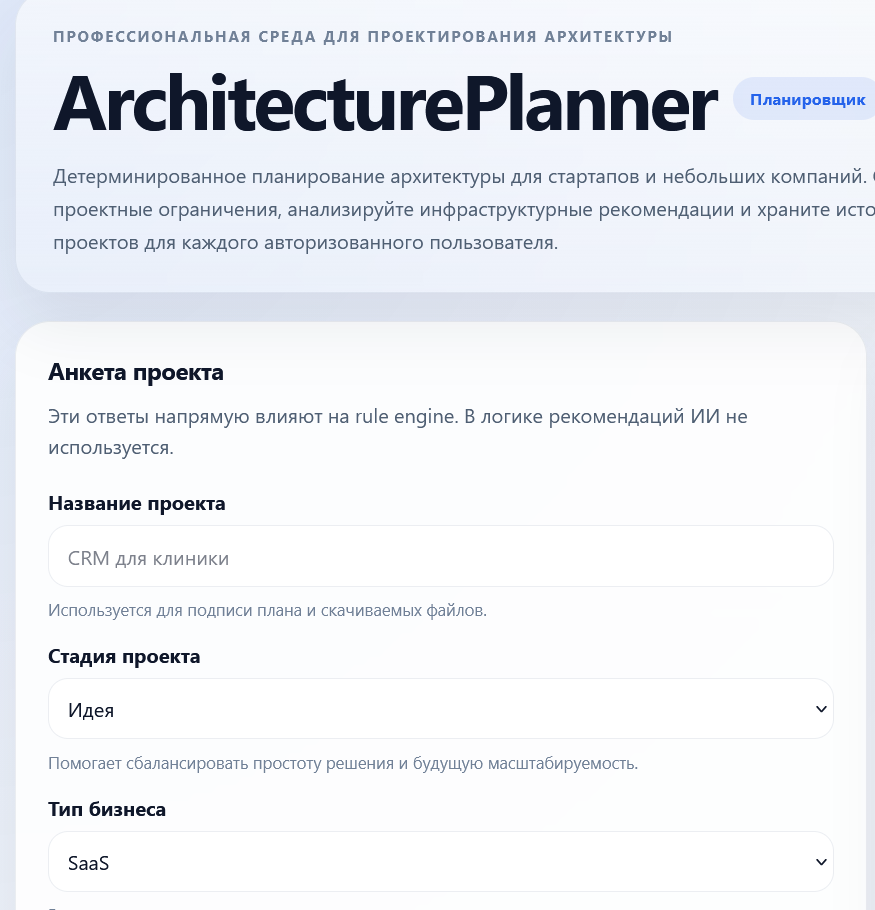 ПРОФЕССИОНАЛЬНАЯ СРЕДА ДЛЯ ПРОЕКТИРОВАНИЯ АРХИТЕКТУРЫ
ArchitecturePlanner
Планировщик
Детерминированное планирование архитектуры для стартапов и небольших компаний.
проектные ограничения, анализируйте инфраструктурные рекомендации и храните
проектов для каждого авторизованного пользователя.
Анкета проекта
Эти ответы напрямую влияют на rule engine. В логике рекомендаций ИИ не
используется.
Название проекта
CRM для клиники
Используется для подписи плана и скачиваемых файлов.
Стадия проекта
Идея
Помогает сбалансировать простоту решения и будущую масштабируемость.
Тип бизнеса
SaaS